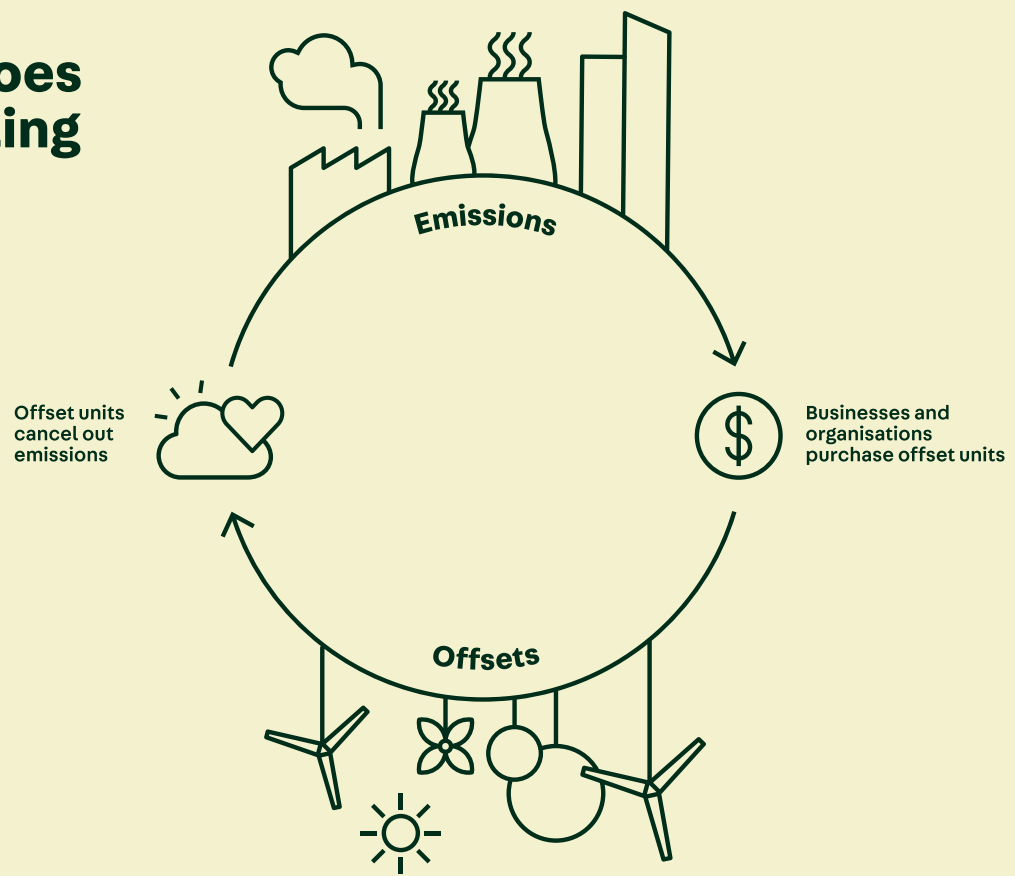 Emissions
Offset units
cancel out
emissions
$
Businesses and
organisations
purchase offset units
Offsets